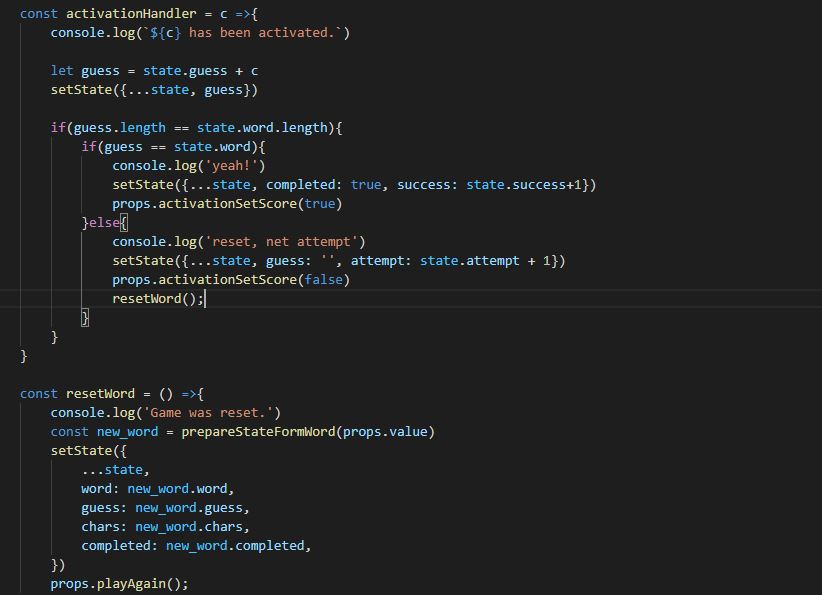 const activationHandler = c =>{
console.log(`${c} has been activated.`)
let guess = state.guess + c
setState({...state, guess})
if(guess.length == state.word.length){
if(guess == state.word){
console.log('yeah!')
setState({...state, completed: true, success: state.success+1})
props.activationSetScore(true)
}else{
console.log('reset, net attempt')
setState({...state, guess: '', attempt: state.attempt + 1})
props.activationSetScore(false)
resetWord();
}
}
}
const resetWord = () =>{
console.log('Game was reset.')
const new_word = prepareStateFormWord(props.value)
setState({
...state,
word: new_word.word,
guess: new_word.guess,
chars: new_word.chars,
completed: new_word.completed,
})
props.playAgain();